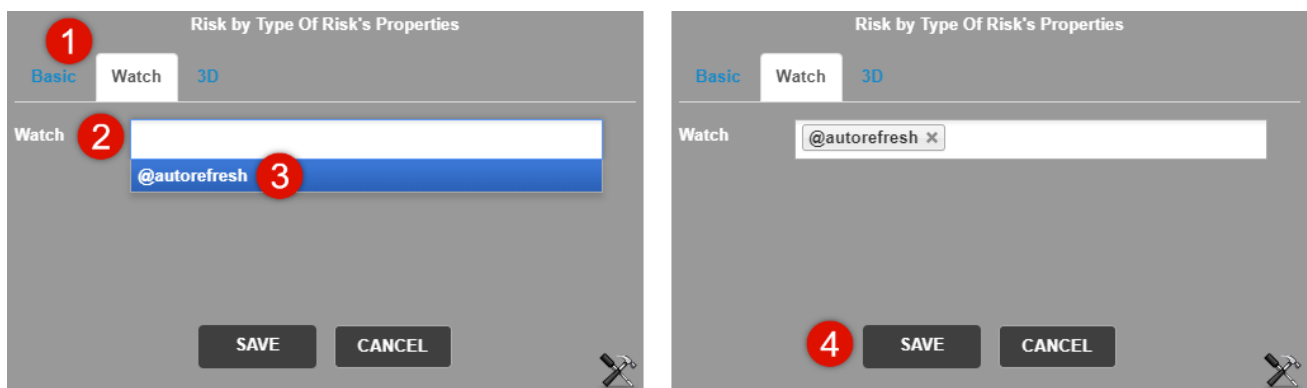 Risk by Type Of Risk's Properties
1
Basic Watch 3D
Watch 2
@autorefresh 3
SAVE CANCEL
Risk by Type Of Risk's Properties
Basic Watch 3D
Watch @autorefresh ×
4 SAVE CANCEL